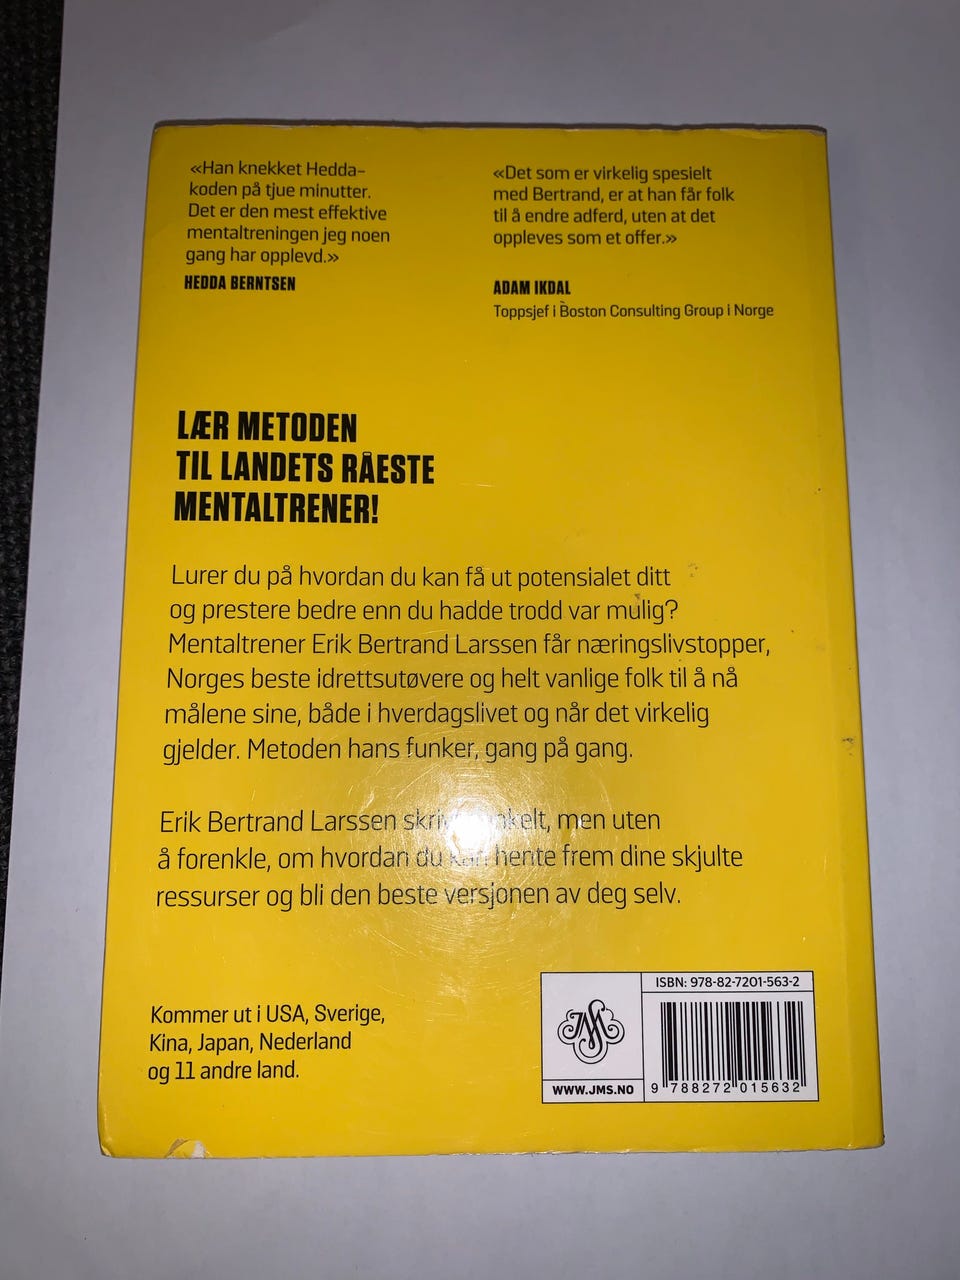 «Han knekket Hedda-
koden på tjue minutter.
Det er den mest effektive
mentaltreningen jeg noen
gang har opplevd.»
HEDDA BERNTSEN
«Det som er virkelig spesielt
med Bertrand, er at han får folk
til å endre adferd, uten at det
oppleves som et offer.»
ADAM IKDAL
Toppsjef i Boston Consulting Group i Norge
LÆR METODEN
TIL LANDETS RÅESTE
MENTALTRENER!
Lurer du på hvordan du kan få ut potensialet ditt
og prestere bedre enn du hadde trodd var mulig?
Mentaltrener Erik Bertrand Larssen får næringslivstopper,
Norges beste idrettsutøvere og helt vanlige folk til å nå
målene sine, både i hverdagslivet og når det virkelig
gjelder. Metoden hans funker, gang på gang.
Erik Bertrand Larssen men uten
å forenkle, om hvordan du kan hente frem dine skjulte
ressurser og bli den beste versjonen av deg selv.
Kommer ut i USA, Sverige,
Kina, Japan, Nederland
og 11 andre land.
ISBN: 978-82-7201-563-2
JMS
WWW.JMS.NO
9 788272 015632